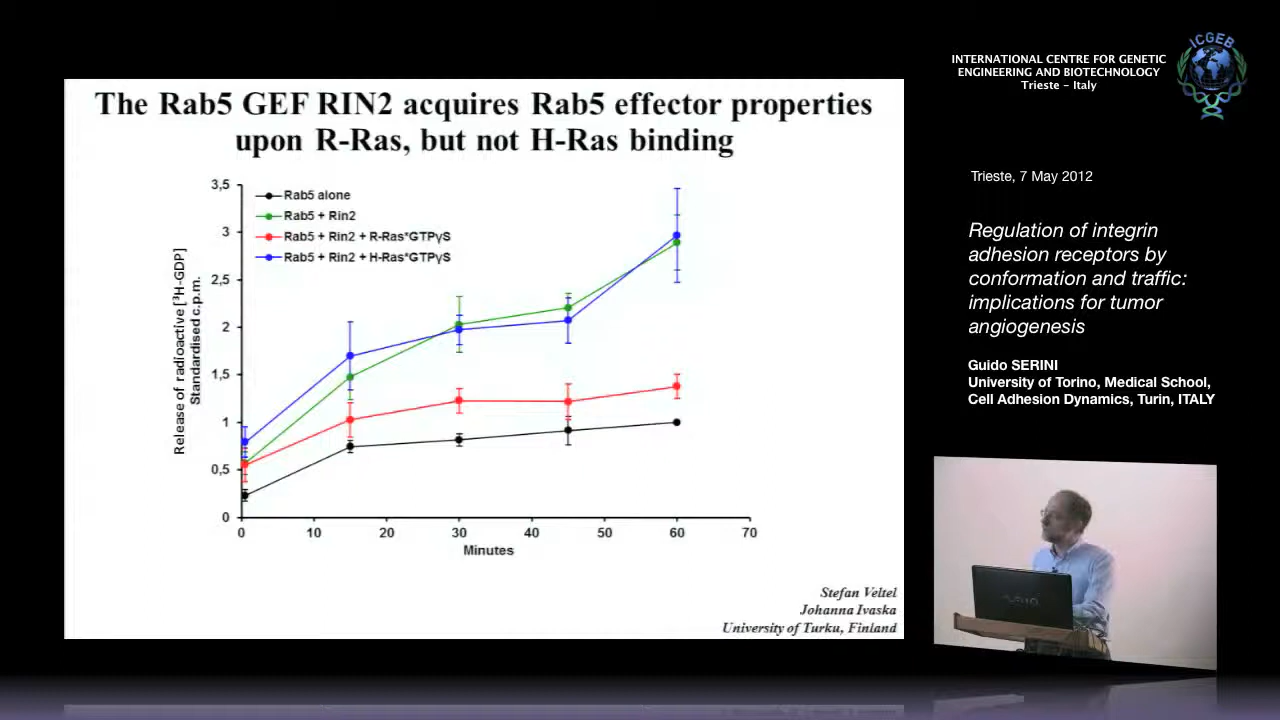 The Rab5 GEF RIN2 acquires Rab5 effector properties
upon R-Ras, but not H-Ras binding
Release of radioactive [³H-GDP]
Standardised c.p.m.
3,5
3
2,5
2
1,5
1
0,5
0
Rab5 alone
Rab5 + Rin2
Rab5 + Rin2 + R-Ras*GTPγS
Rab5 + Rin2 + H-Ras*GTPγS
0 10 20 30 40 50 60 70
Minutes
Stefan Veltel
Johanna Ivaska
University of Turku, Finland
INTERNATIONAL CENTRE FOR GENETIC
ENGINEERING AND BIOTECHNOLOGY
Trieste - Italy
ICGEB
Trieste, 7 May 2012
Regulation of integrin
adhesion receptors by
conformation and traffic:
implications for tumor
angiogenesis
Guido SERINI
University of Torino, Medical School,
Cell Adhesion Dynamics, Turin, ITALY